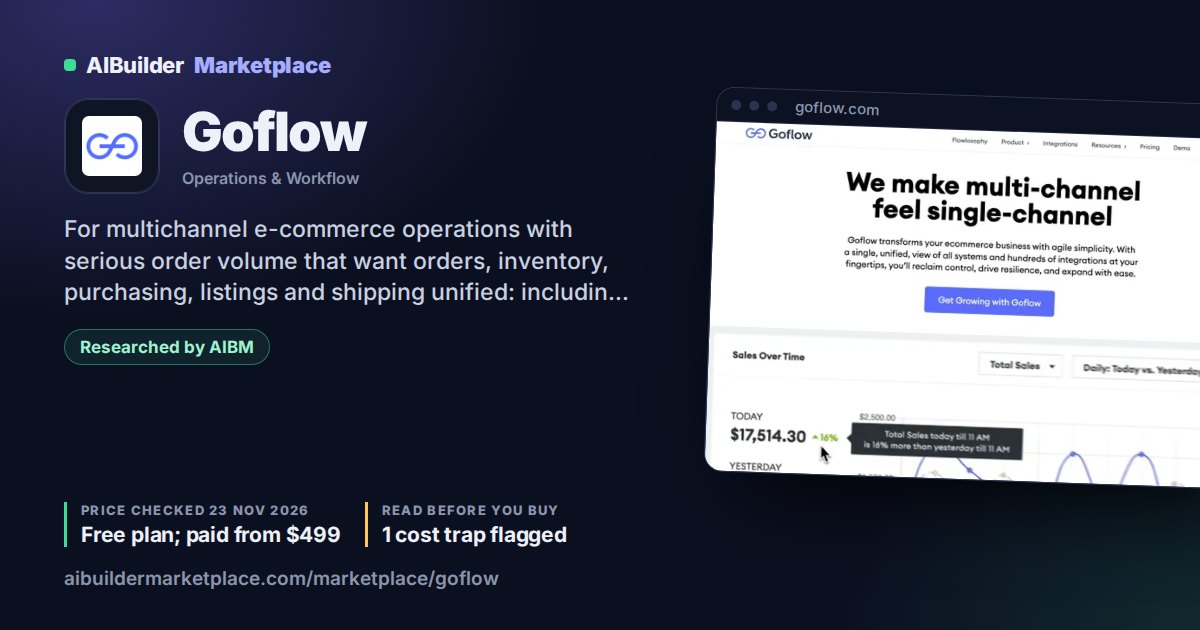 AIBuilder Marketplace
Goflow
Operations & Workflow
For multichannel e-commerce operations with
serious order volume that want orders, inventory,
purchasing, listings and shipping unified: includin...
Researched by AIBM
PRICE CHECKED 23 NOV 2026
Free plan; paid from $499
READ BEFORE YOU BUY
1 cost trap flagged
aibuildermarketplace.com/marketplace/goflow
goflow.com
Goflow
Flowlosophy Product Integrations Resources Pricing Demo
We make multi-channel
feel single-channel
Goflow transforms your ecommerce business with agile simplicity. With
a single, unified, view of all systems and hundreds of integrations at your
fingertips, you'll reclaim control, drive resilience, and expand with ease.
Get Growing with Goflow
Sales Over Time
Total Sales
Daily: Today vs. Yesterday
TODAY
$17,514.30 16%
$2,500.00
Total Sales today till 11 AM
is 16% more than yesterday till 11 AM
YESTERDAY